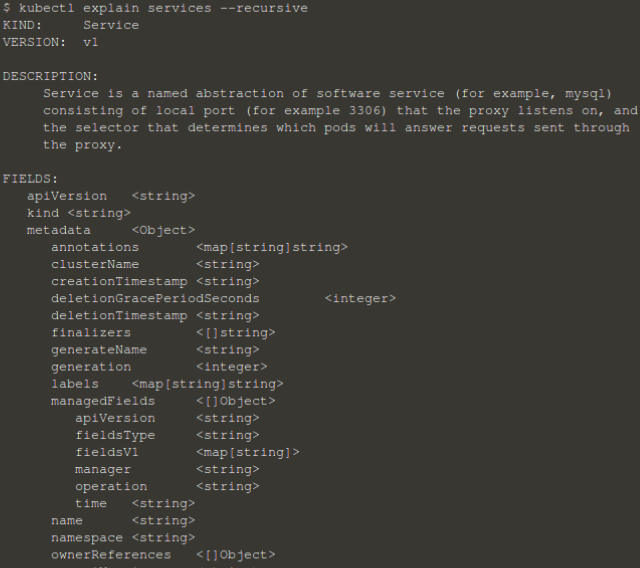 $ kubectl explain services --recursive
KIND:     Service
VERSION:  v1
DESCRIPTION:
Service is a named abstraction of software service (for example, mysql)
consisting of local port (for example 3306) that the proxy listens on, and
the selector that determines which pods will answer requests sent through
the proxy.
FIELDS:
apiVersion   <string>
kind <string>
metadata     <Object>
annotations       <map[string]string>
clusterName       <string>
creationTimestamp <string>
deletionGracePeriodSeconds        <integer>
deletionTimestamp <string>
finalizers        <[]string>
generateName      <string>
generation        <integer>
labels    <map[string]string>
managedFields     <[]Object>
apiVersion     <string>
fieldsType     <string>
fieldsV1       <map[string]>
manager        <string>
operation      <string>
time   <string>
name      <string>
namespace <string>
ownerReferences   <[]Object>